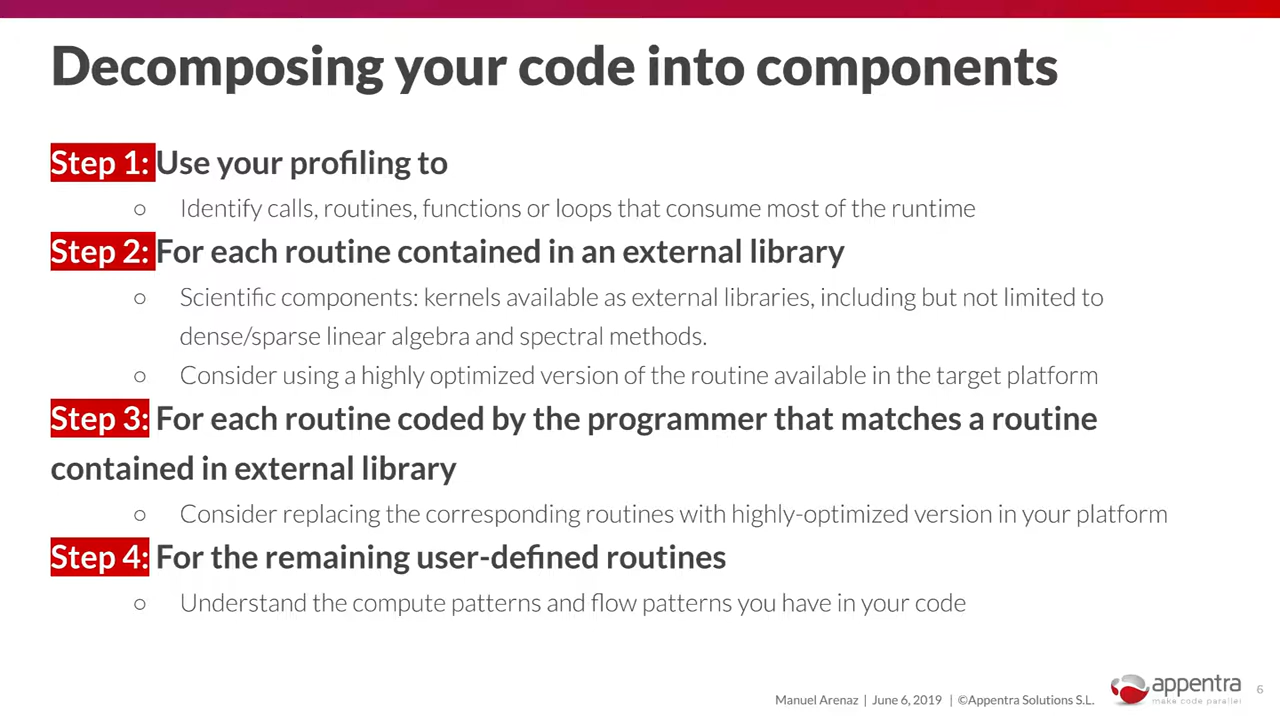 Decomposing your code into components
Step 1: Use your profiling to
○ Identify calls, routines, functions or loops that consume most of the runtime
Step 2: For each routine contained in an external library
○ Scientific components: kernels available as external libraries, including but not limited to
dense/sparse linear algebra and spectral methods.
○ Consider using a highly optimized version of the routine available in the target platform
Step 3: For each routine coded by the programmer that matches a routine
contained in external library
○ Consider replacing the corresponding routines with highly-optimized version in your platform
Step 4: For the remaining user-defined routines
○ Understand the compute patterns and flow patterns you have in your code
Manuel Arenaz | June 6, 2019 | ©Appentra Solutions S.L.
appentra
make code parallel
6